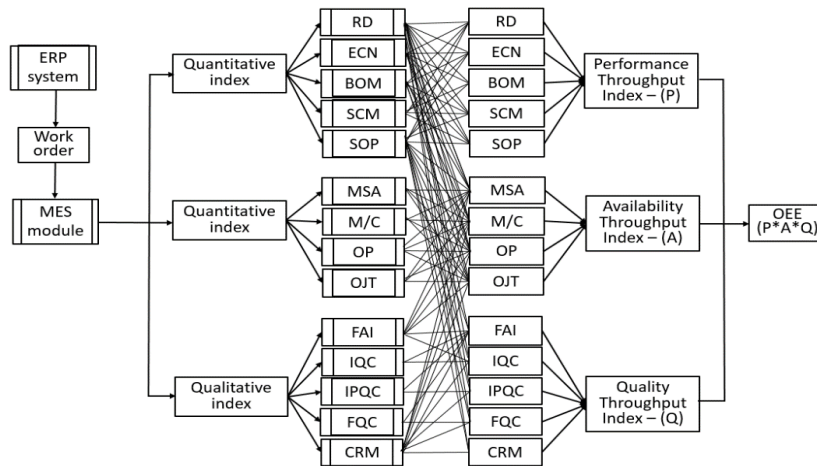 ERP
system
Work
order
MES
module
Quantitative
index
Quantitative
index
Qualitative
index
RD
ECN
BOM
SCM
SOP
MSA
M/C
OP
OJT
FAI
IQC
IPQC
FQC
CRM
RD
ECN
BOM
SCM
SOP
MSA
M/C
OP
OJT
FAI
IQC
IPQC
FQC
CRM
Performance
Throughput
Index – (P)
Availability
Throughput
Index – (A)
Quality
Throughput
Index – (Q)
OEE
(P*A*Q)